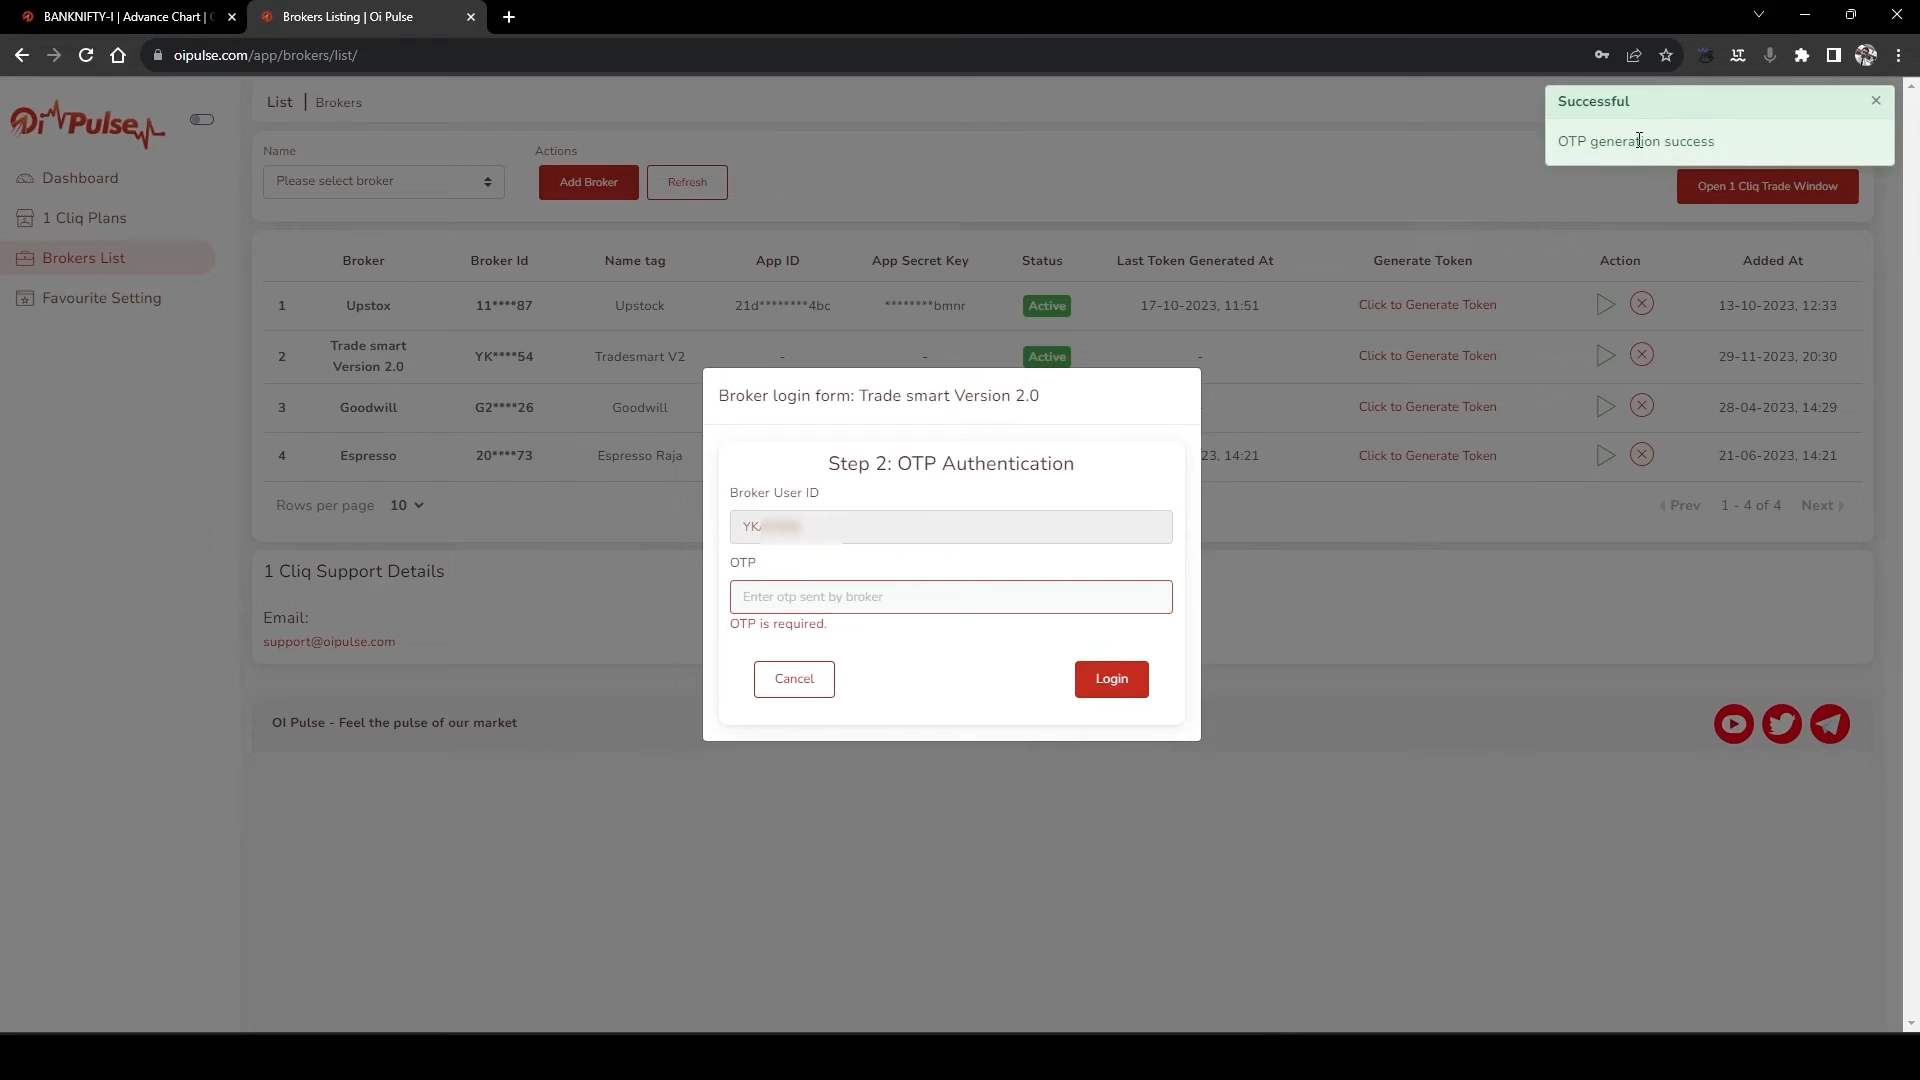 BANKNIFTY-I | Advance Chart |
Brokers Listing | Oi Pulse
oipulse.com/app/brokers/list/
Oi Pulse
List | Brokers
Successful
OTP generation success
Name
Actions
Please select broker
Add Broker
Refresh
Open 1 Cliq Trade Window
Dashboard
1 Cliq Plans
Brokers List
Favourite Setting
Broker Broker Id Name tag App ID App Secret Key Status Last Token Generated At Generate Token Action Added At
1 Upstox 11****87 Upstock 21d********4bc ********bmnr Active 17-10-2023, 11:51 Click to Generate Token 13-10-2023, 12:33
2 Trade smart Version 2.0 YK****54 Tradesmart V2 - - Active - Click to Generate Token 29-11-2023, 20:30
3 Goodwill G2****26 Goodwill - Click to Generate Token 28-04-2023, 14:29
4 Espresso 20****73 Espresso Raja 23, 14:21 Click to Generate Token 21-06-2023, 14:21
Rows per page 10
Prev 1 - 4 of 4 Next
Broker login form: Trade smart Version 2.0
Step 2: OTP Authentication
Broker User ID
OTP
Enter otp sent by broker
OTP is required.
Cancel
Login
1 Cliq Support Details
Email:
support@oipulse.com
OI Pulse - Feel the pulse of our market